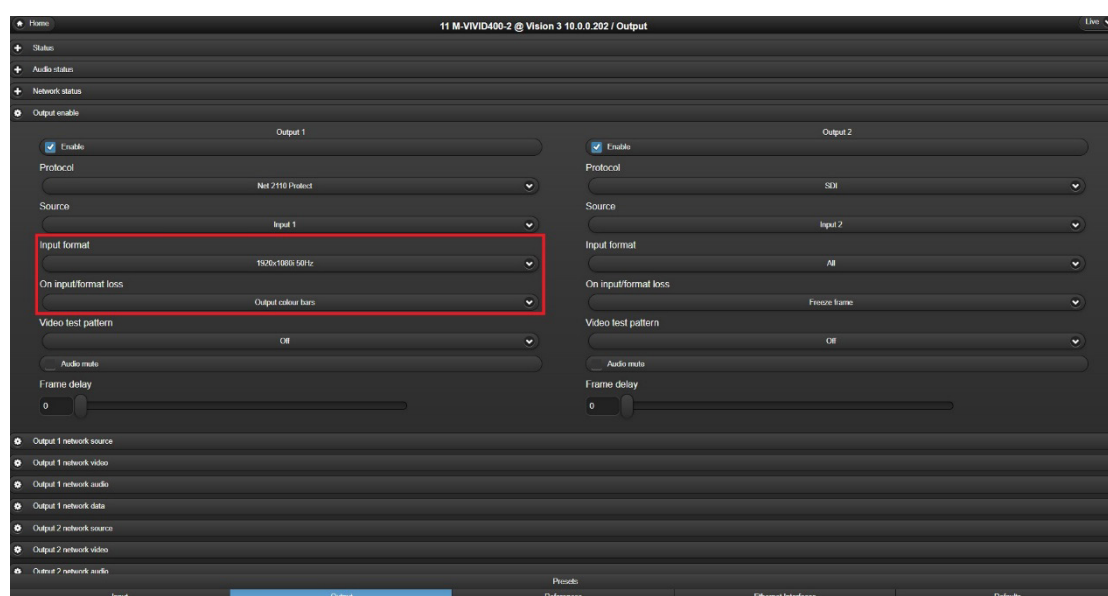 Home
11 M-VIVID400-2 @ Vision 3 10.0.0.202 / Output
Live
Status
Audio status
Network status
Output enable
Output 1
Output 2
Enable
Enable
Protocol
Protocol
Net 2110 Protect
SDI
Source
Source
Input 1
Input 2
Input format
Input format
1920x1080i 50Hz
All
On input/format loss
On input/format loss
Output colour bars
Freeze frame
Video test pattern
Video test pattern
Off
Off
Audio mute
Audio mute
Frame delay
Frame delay
0
0
Output 1 network source
Output 1 network video
Output 1 network audio
Output 1 network data
Output 2 network source
Output 2 network video
Output 2 network audio
Presets
Input
Output
References
Ethernet Interfaces
Defaults